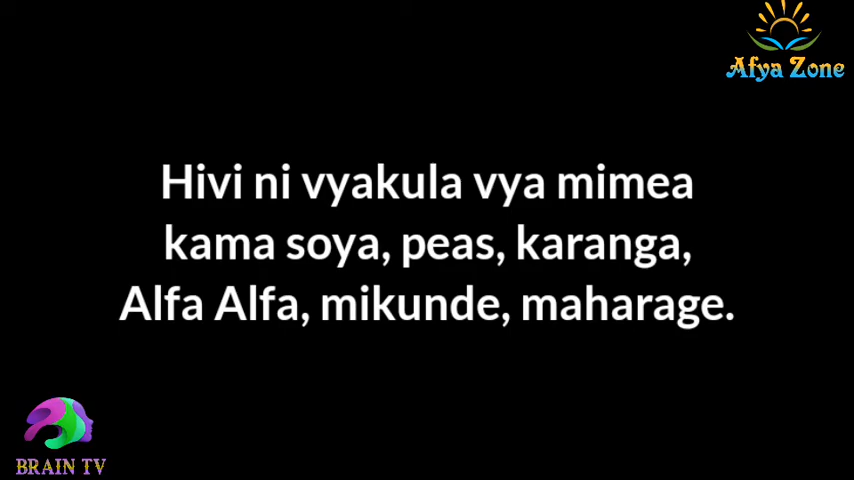 Afya Zone
Hivi ni vyakula vya mimea
kama soya, peas, karanga,
Alfa Alfa, mikunde, maharage.
BRAIN TV